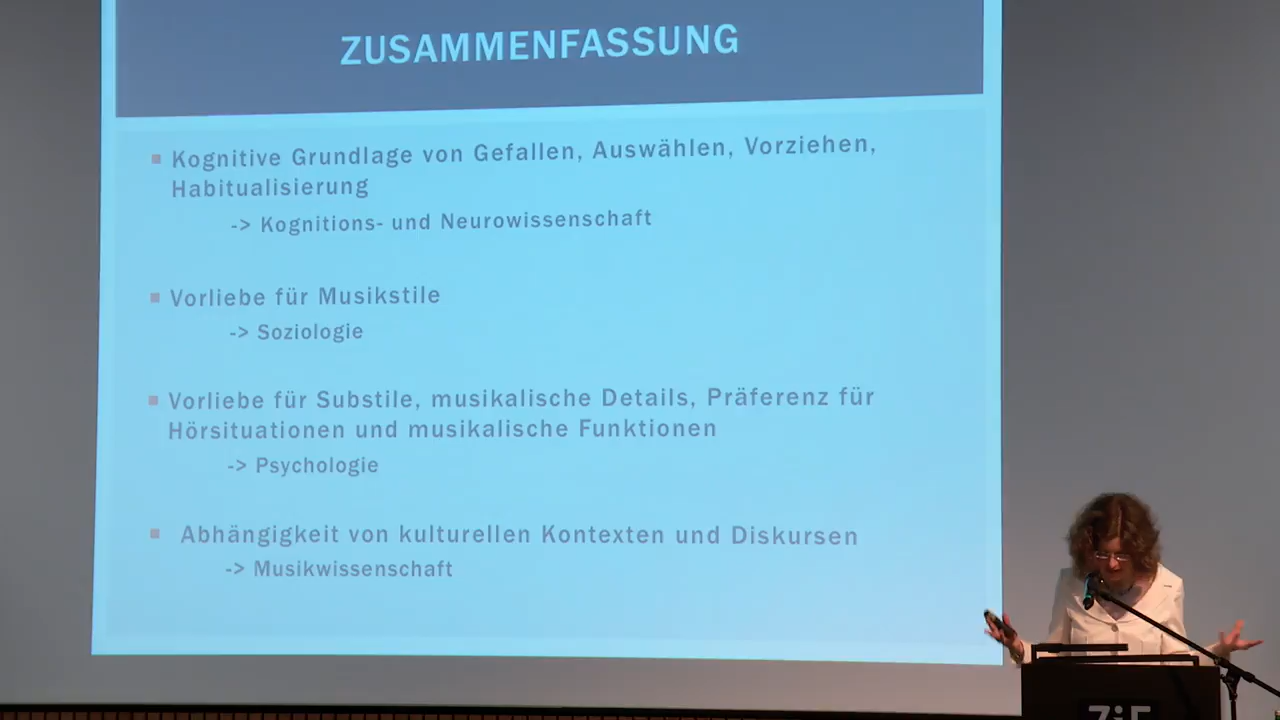 ZUSAMMENFASSUNG
Kognitive Grundlage von Gefallen, Auswählen, Vorziehen,
Habitualisierung
-> Kognitions- und Neurowissenschaft
Vorliebe für Musikstile
-> Soziologie
Vorliebe für Substile, musikalische Details, Präferenz für
Hörsituationen und musikalische Funktionen
-> Psychologie
Abhängigkeit von kulturellen Kontexten und Diskursen
-> Musikwissenschaft
ZiF